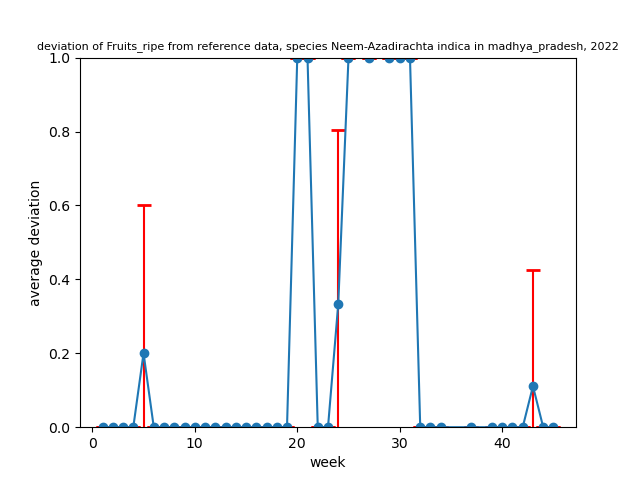 deviation of Fruits_ripe from reference data, species Neem-Azadirachta indica in madhya_pradesh, 2022
1.0
0.8
0.6
0.4
0.2
0.0
average deviation
0 10 20 30 40
week